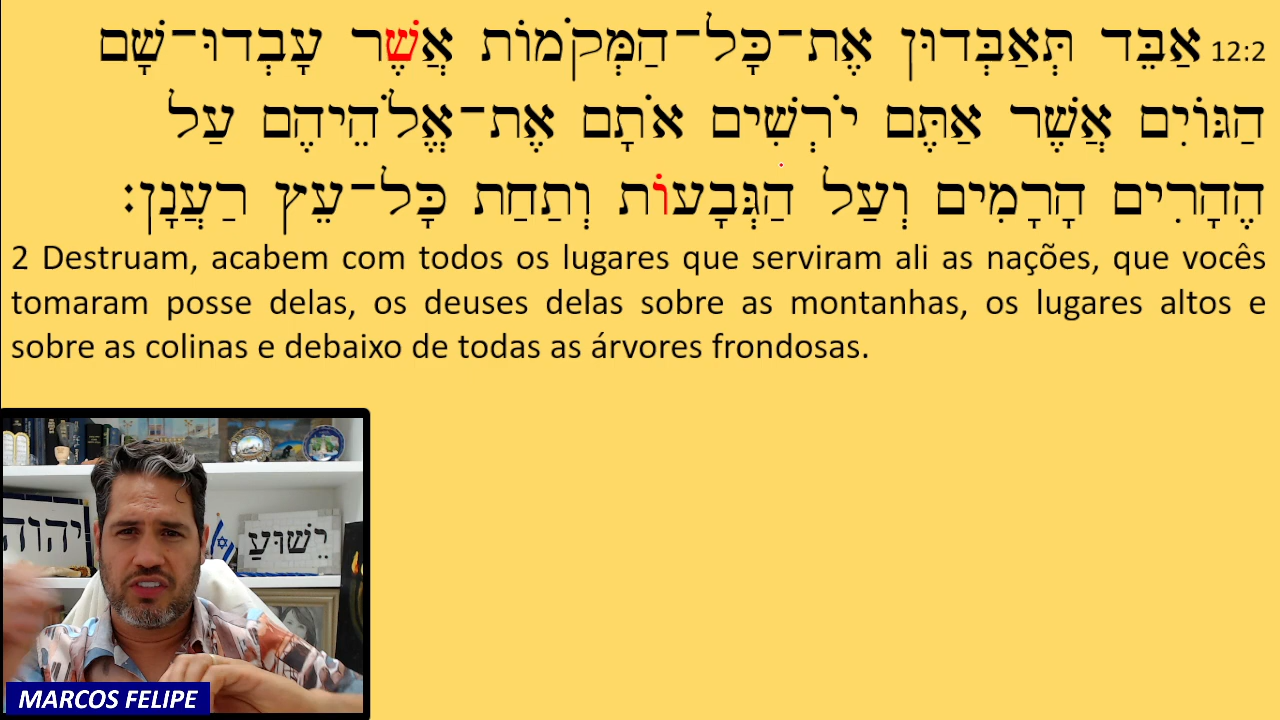 12:2 אַבֵּד תְּאַבְּדוּן אֶת־כָּל־הַמְּקֹמוֹת אֲשֶׁר עָבְדוּ־שָׁם
הַגּוֹיִם אֲשֶׁר אַתֶּם יֹרְשִׁים אֹתָם אֶת־אֱלֹהֵיהֶם עַל
הֶהָרִים הָרָמִים וְעַל הַגְּבָעוֹת וְתַחַת כָּל־עֵץ רַעֲנָן׃
2 Destruam, acabem com todos os lugares que serviram ali as nações, que vocês
tomaram posse delas, os deuses delas sobre as montanhas, os lugares altos e
sobre as colinas e debaixo de todas as árvores frondosas.
יהוה
יֵשׁוּעַ
MARCOS FELIPE